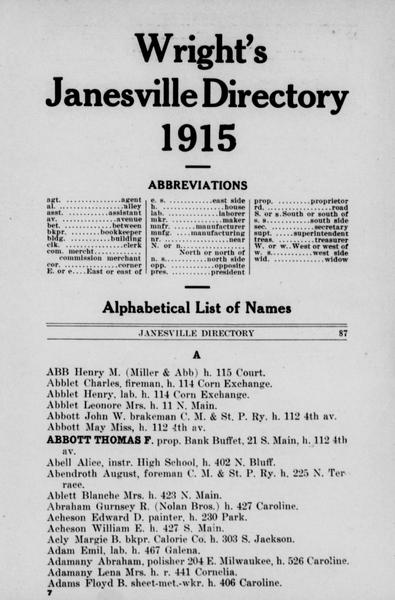 Wright's
Janesville Directory
1915
ABBREVIATIONS
agt. ..................agent
al. ....................alley
asst. ..............assistant
av. ..................avenue
bet. ................between
bkpr. ...........bookkeeper
bldg. ..............building
clk. ...................clerk
com. mercht. .............
commission merchant
cor. ..................corner
E. or e. ....East or east of
e. s. ..............east side
h. ....................house
lab. ................laborer
mkr. .................maker
mnfr. .........manufacturer
mnfg. ........manufacturing
nr. ....................near
N. or n. ..................
North or north of
n. s. .............north side
opp. ...............opposite
pres. .............president
prop. ............proprietor
rd. .....................road
S. or s. South or south of
s. s. .............south side
sec. ..............secretary
supt. .......superintendent
treas. .............treasurer
W. or w.. West or west of
w. s. ..............west side
wid. .................widow
Alphabetical List of Names
JANESVILLE DIRECTORY 87
A
ABB Henry M. (Miller & Abb) h. 115 Court.
Abblet Charles, fireman, h. 114 Corn Exchange.
Abblet Henry, lab. h. 114 Corn Exchange.
Abblet Leonore Mrs. h. 11 N. Main.
Abbott John W. brakeman C. M. & St. P. Ry. h. 112 4th av.
Abbott May Miss, h. 112 4th av.
ABBOTT THOMAS F. prop. Bank Buffet, 21 S. Main, h. 112 4th
av.
Abell Alice, instr. High School, h. 402 N. Bluff.
Abendroth August, foreman C. M. & St. P. Ry. h. 225 N. Ter
race.
Ablett Blanche Mrs. h. 423 N. Main.
Abraham Gurnsey R. (Nolan Bros.) h. 427 Caroline.
Acheson Edward D. painter, h. 230 Park.
Acheson William E. h. 427 S. Main.
Acly Margie B. bkpr. Calorie Co. h. 303 S. Jackson.
Adam Emil, lab. h. 467 Galena.
Adamany Abraham, polisher 204 E. Milwaukee, h. 526 Caroline.
Adamany Lena Mrs. h. r. 441 Cornelia.
Adams Floyd B. sheet-met.-wkr. h. 406 Caroline.
7